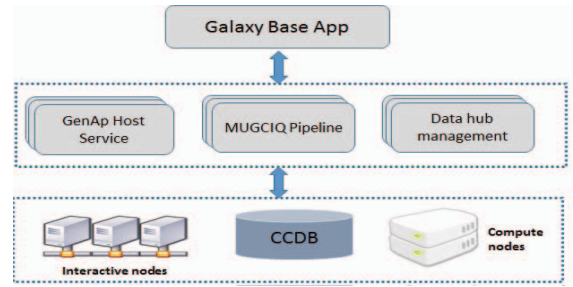 Galaxy Base App
GenAp Host
Service
MUGCIQ Pipeline
Data hub
management
Interactive nodes
CCDB
Compute
nodes